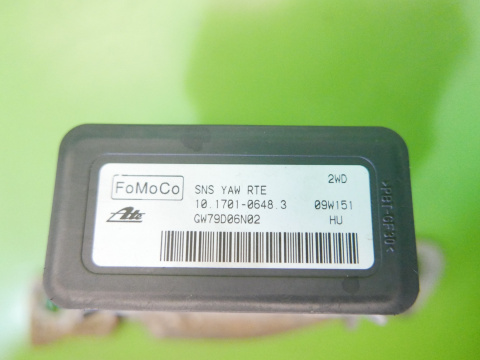 FoMoCo
SNS YAW RTE 2WD
10.1701-0648.3 09W151
Ate GW79D06N02 HU
>PBT-GF30<